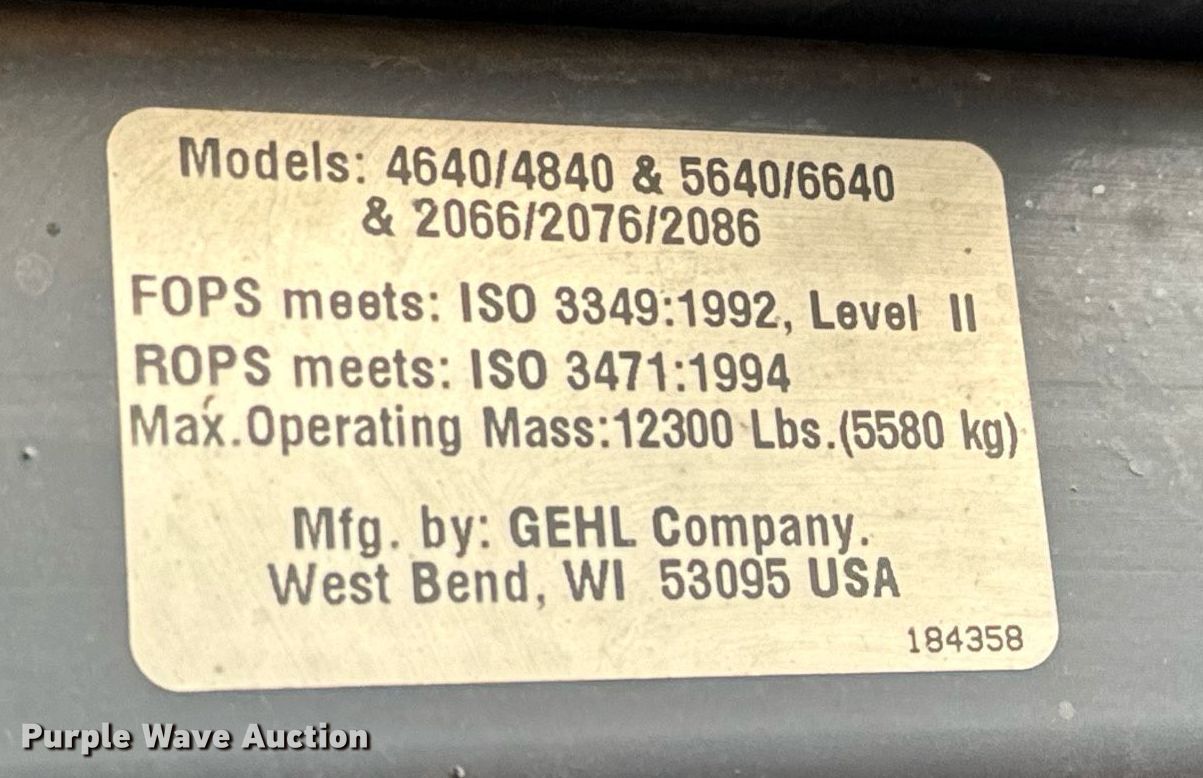 Models: 4640/4840 & 5640/6640
& 2066/2076/2086
FOPS meets: ISO 3349:1992, Level II
ROPS meets: ISO 3471:1994
Max.Operating Mass:12300 Lbs.(5580 kg)
Mfg. by: GEHL Company.
West Bend, WI 53095 USA
184358
Purple Wave Auction